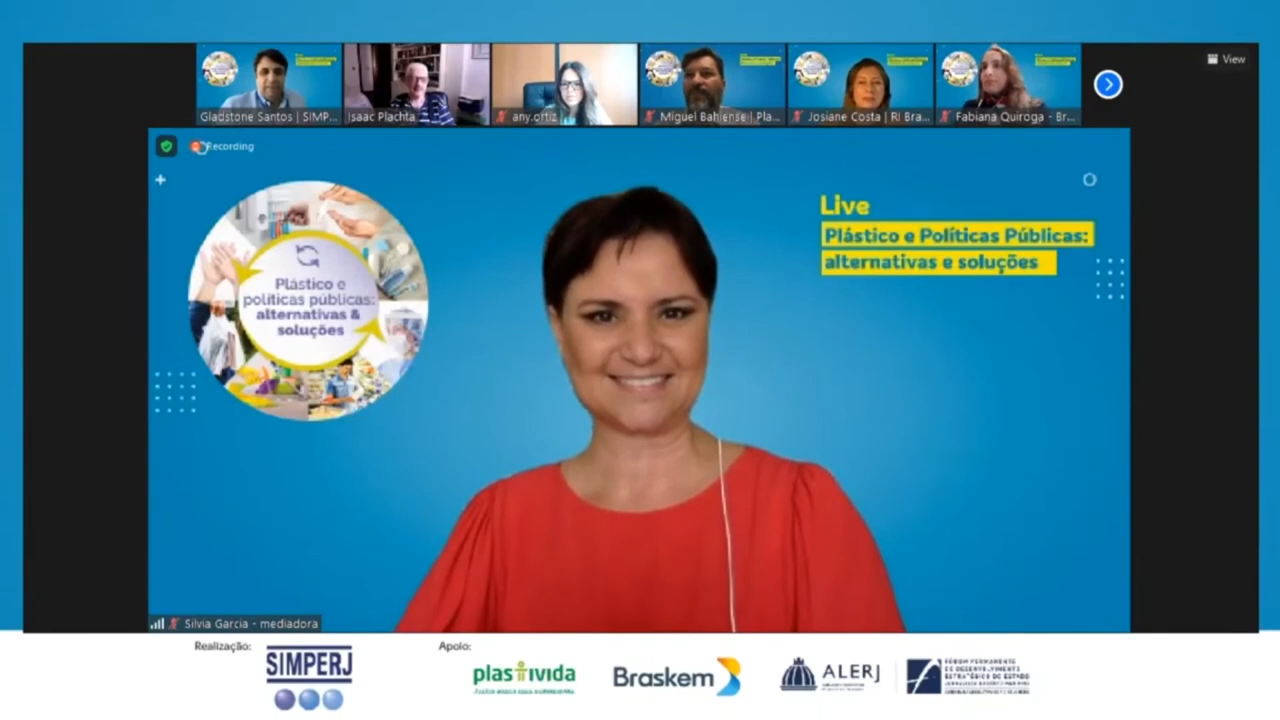 View
Gladstone Santos | SIMP...
Isaac Plachta
any.ortiz
Miguel Bahiense | Pla...
Josiane Costa | RI Bra...
Fabiana Quiroga - Br...
Recording
Live
Plástico e Políticas Públicas:
alternativas e soluções
Plástico e
políticas públicas:
alternativas &
soluções
Silvia Garcia - mediadora
Realização:
SIMPERJ
Apoio:
plastivida
Braskem
ALERJ
FÓRUM PERMANENTE
DE DESENVOLVIMENTO
ESTRATÉGICO DO ESTADO